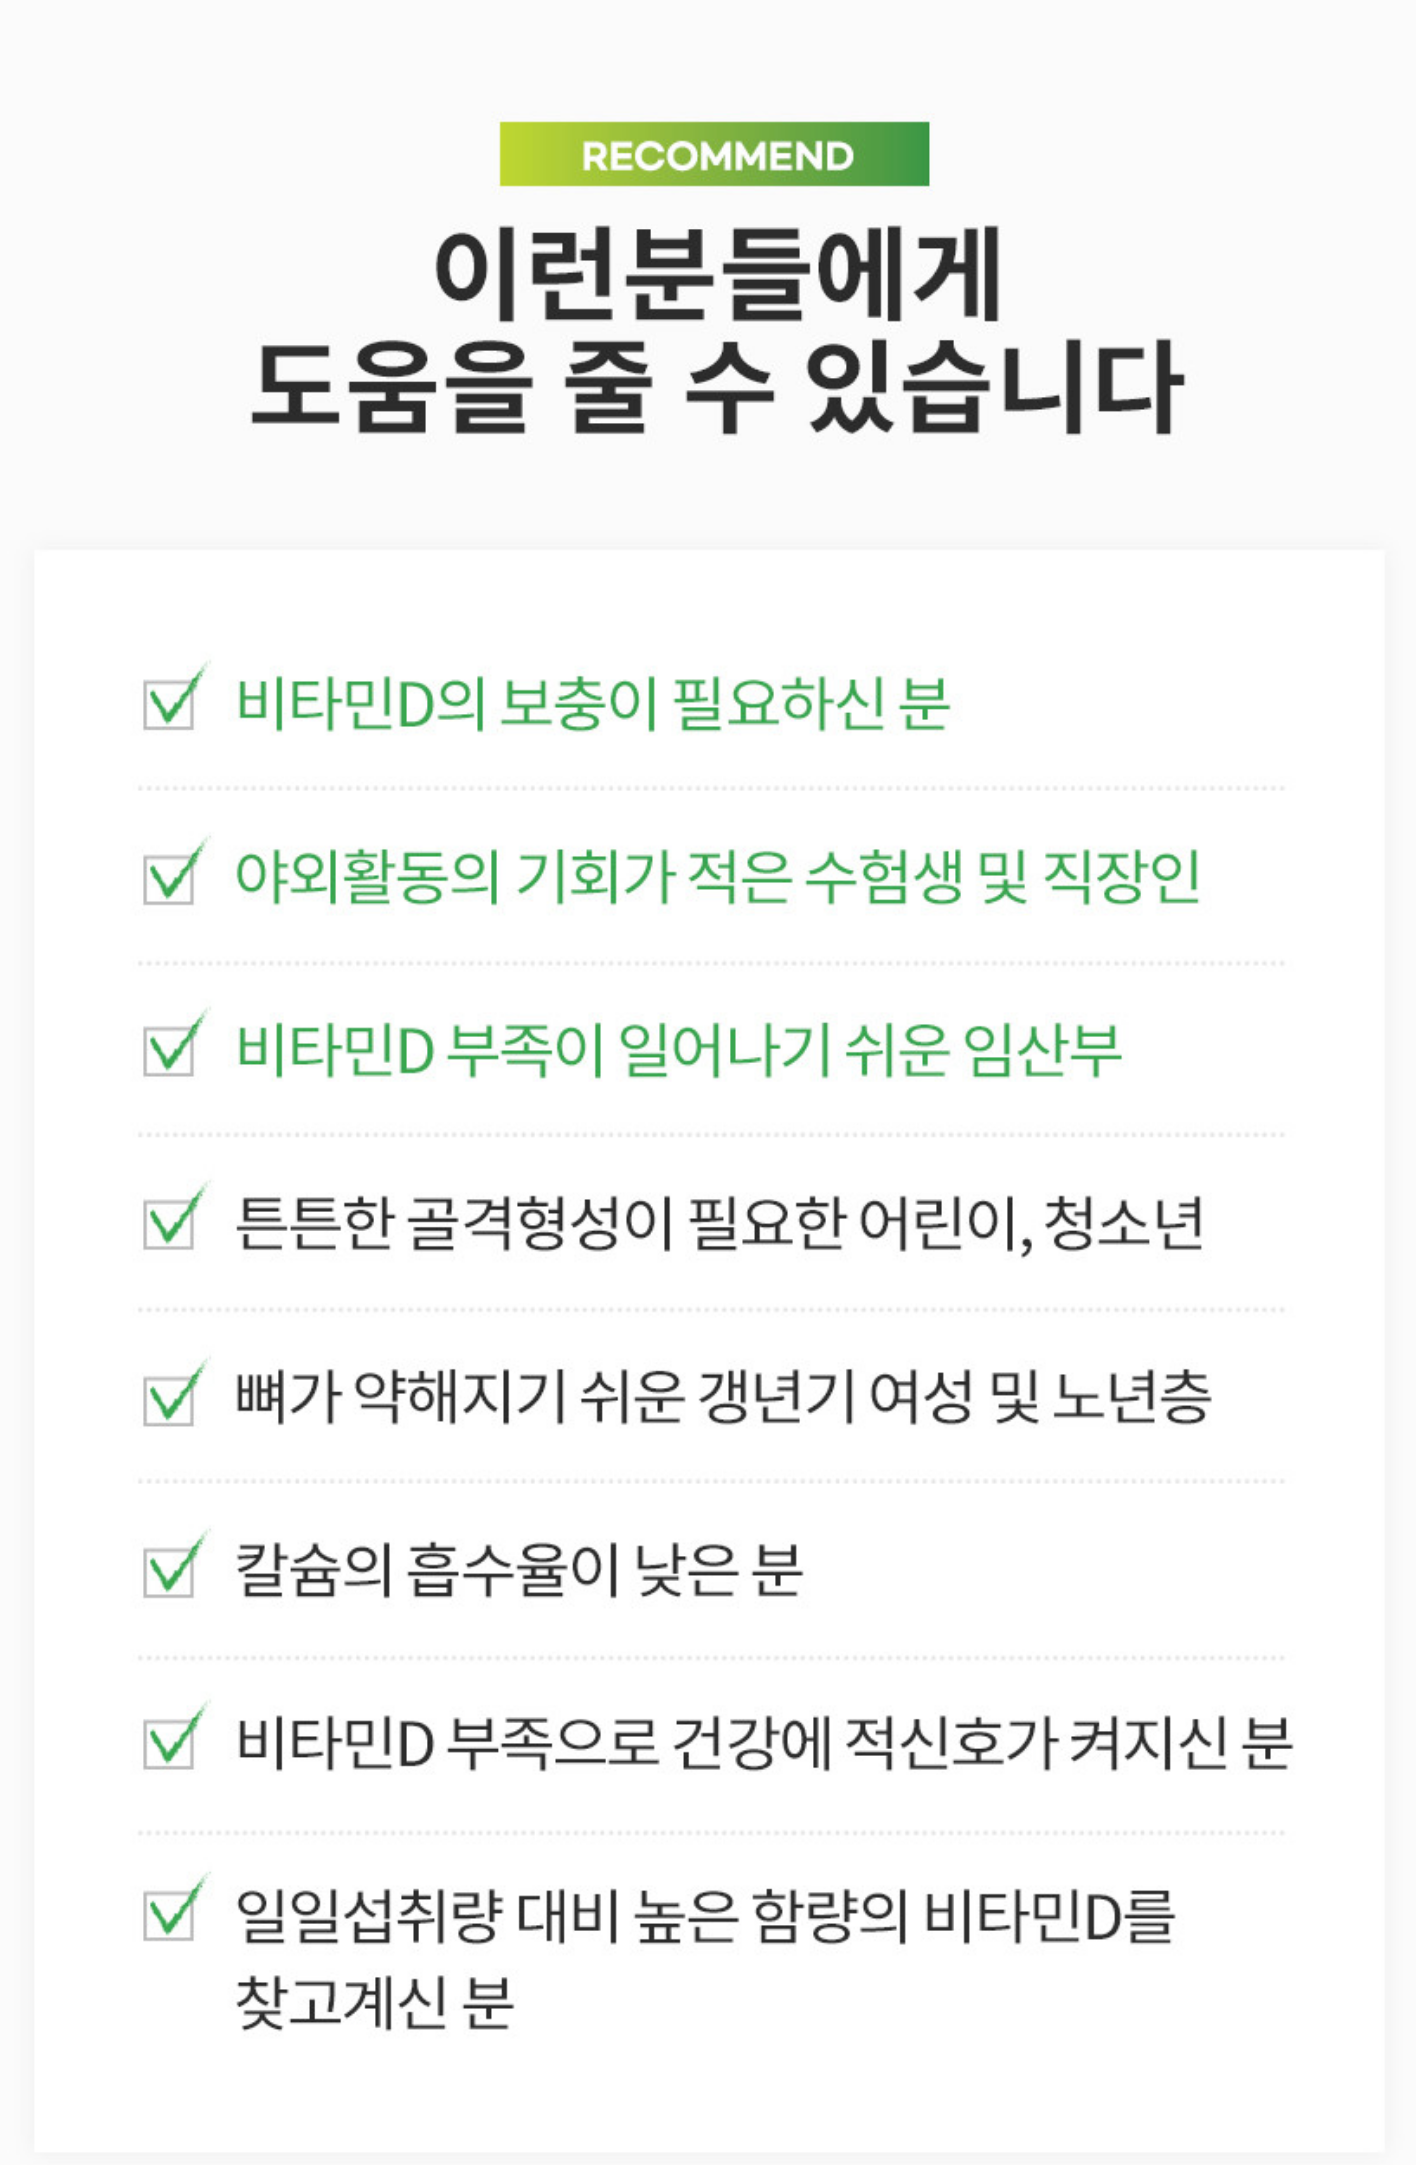 RECOMMEND
이런분들에게
도움을 줄 수 있습니다
비타민D의 보충이 필요하신 분
야외활동의 기회가 적은 수험생 및 직장인
비타민D 부족이 일어나기 쉬운 임산부
튼튼한 골격형성이 필요한 어린이, 청소년
뼈가 약해지기 쉬운 갱년기 여성 및 노년층
칼슘의 흡수율이 낮은 분
비타민D 부족으로 건강에 적신호가 켜지신 분
일일섭취량 대비 높은 함량의 비타민D를
찾고계신 분